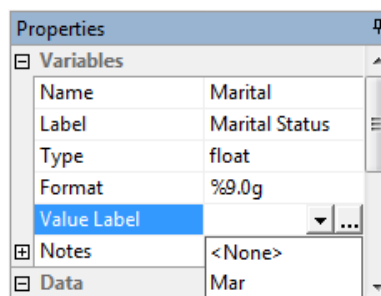 Properties
Variables
Name Marital
Label Marital Status
Type float
Format %9.0g
Value Label ...
Notes <None>
Data Mar